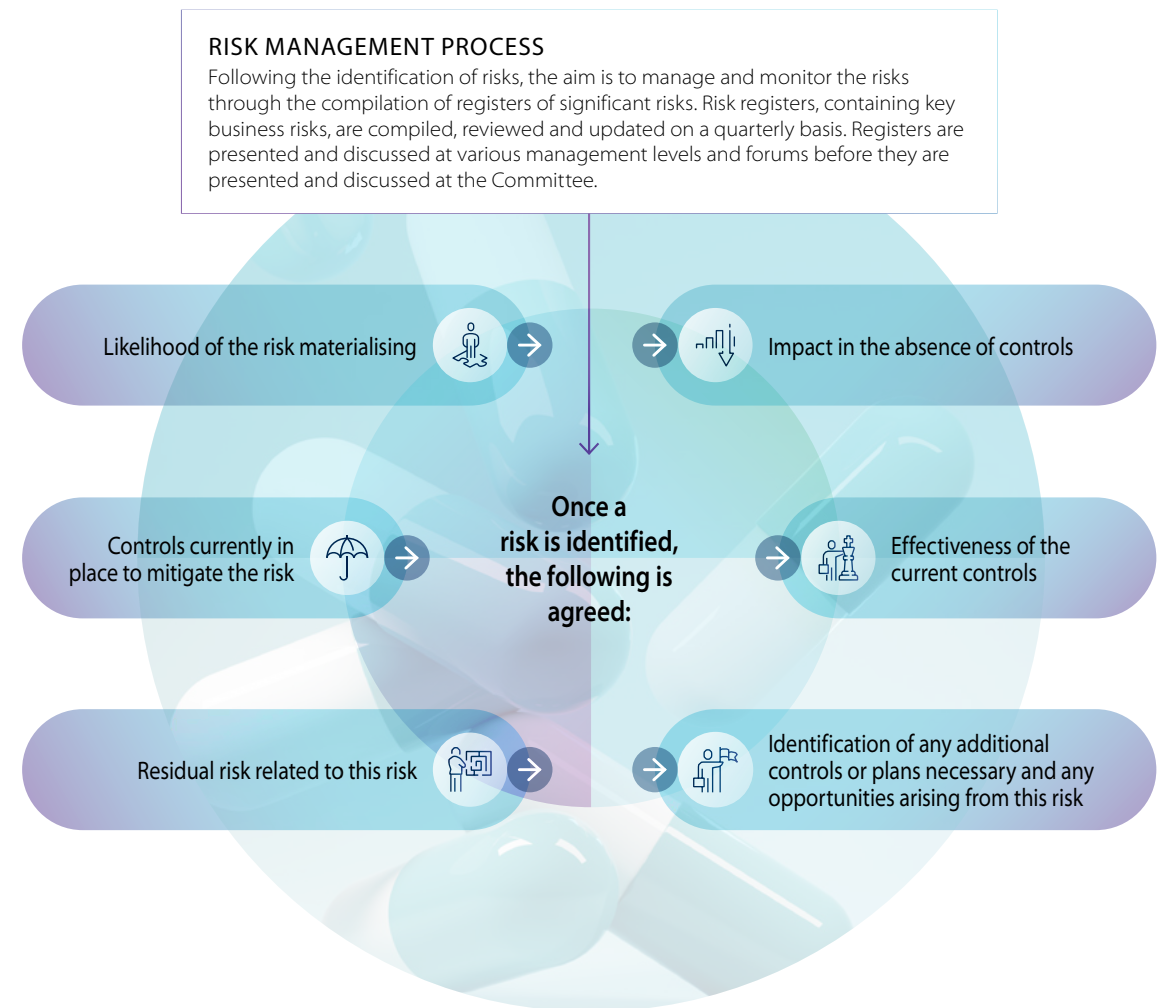 RISK MANAGEMENT PROCESS
Following the identification of risks, the aim is to manage and monitor the risks
through the compilation of registers of significant risks. Risk registers, containing key
business risks, are compiled, reviewed and updated on a quarterly basis. Registers are
presented and discussed at various management levels and forums before they are
presented and discussed at the Committee.
Likelihood of the risk materialising
Impact in the absence of controls
Controls currently in
place to mitigate the risk
Once a
risk is identified,
the following is
agreed:
Effectiveness of the
current controls
Residual risk related to this risk
Identification of any additional
controls or plans necessary and any
opportunities arising from this risk